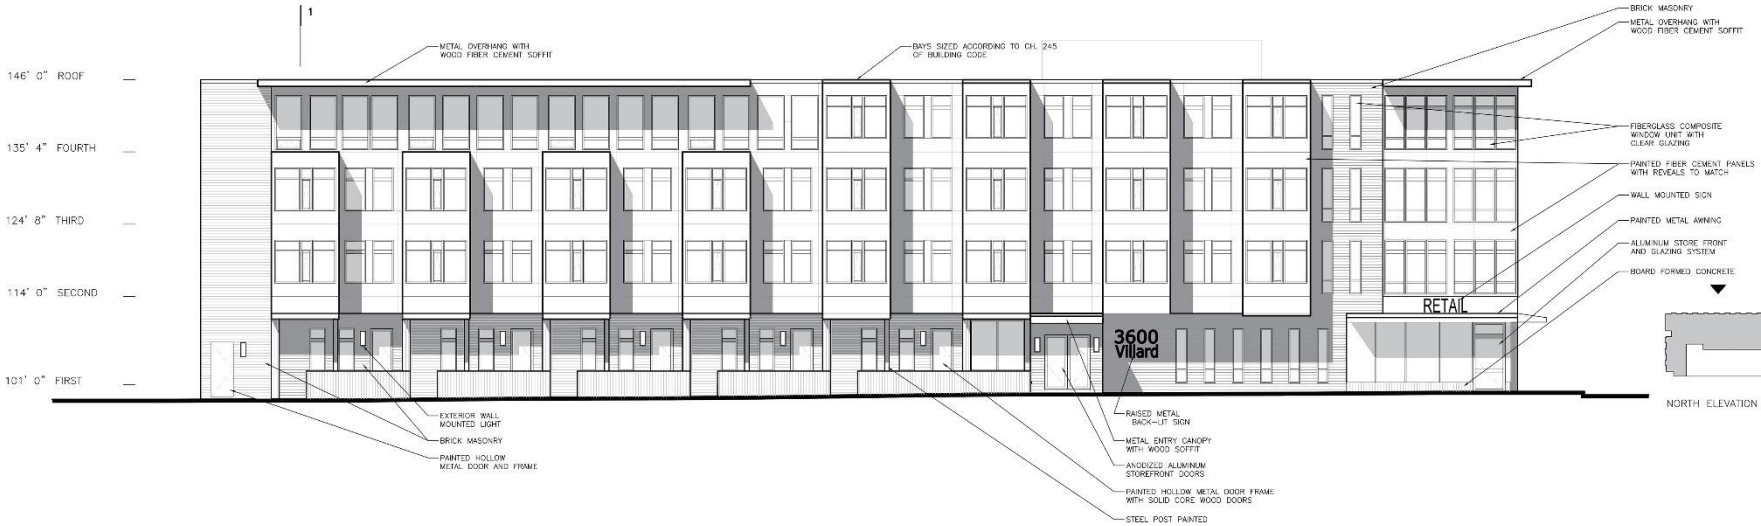 1
BRICK MASONRY
METAL OVERHANG WITH
WOOD FIBER CEMENT SOFFIT
METAL OVERHANG WITH
WOOD FIBER CEMENT SOFFIT
BAYS SIZED ACCORDING TO CH. 245
OF BUILDING CODE
146' 0" ROOF
135' 4" FOURTH
124' 8" THIRD
114' 0" SECOND
101' 0" FIRST
FIBERGLASS COMPOSITE
WINDOW UNIT WITH
CLEAR GLAZING
PAINTED FIBER CEMENT PANELS
WITH REVEALS TO MATCH
WALL MOUNTED SIGN
PAINTED METAL AWNING
ALUMINUM STORE FRONT
AND GLAZING SYSTEM
BOARD FORMED CONCRETE
RETAIL
3600
Villard
NORTH ELEVATION
EXTERIOR WALL
MOUNTED LIGHT
BRICK MASONRY
PAINTED HOLLOW
METAL DOOR AND FRAME
RAISED METAL
BACK-LIT SIGN
METAL ENTRY CANOPY
WITH WOOD SOFFIT
ANODIZED ALUMINUM
STOREFRONT DOORS
PAINTED HOLLOW METAL DOOR FRAME
WITH SOLID CORE WOOD DOORS
STEEL POST PAINTED